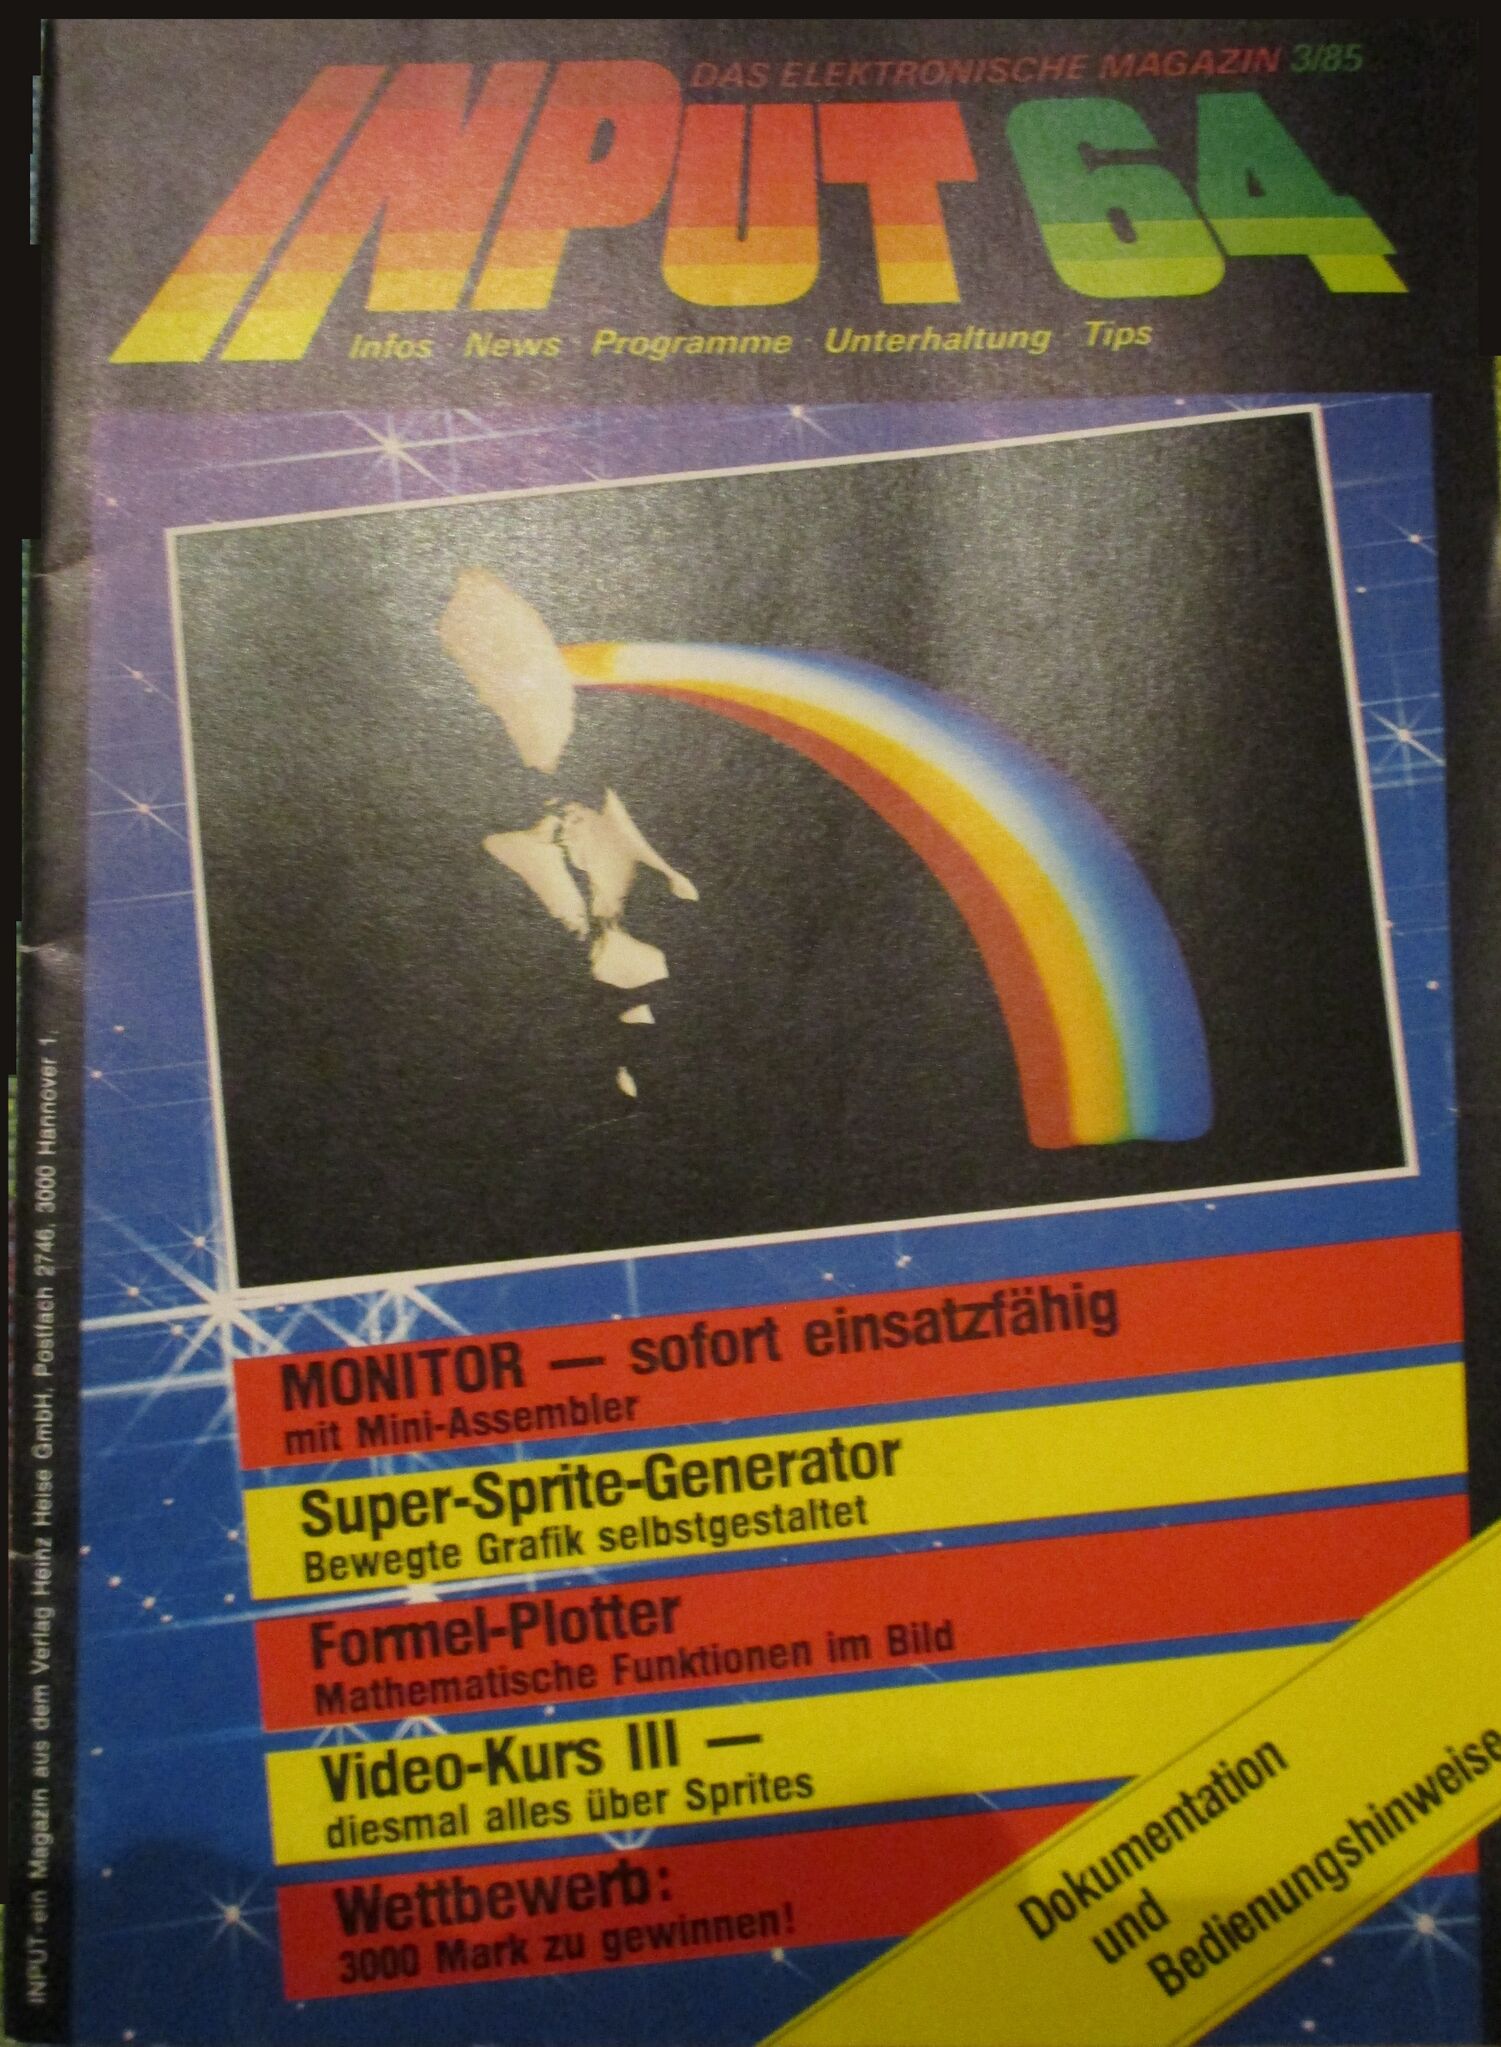 DAS ELEKTRONISCHE MAGAZIN 3/85
INPUT 64
Infos · News · Programme · Unterhaltung · Tips
MONITOR — sofort einsatzfähig
mit Mini-Assembler
Super-Sprite-Generator
Bewegte Grafik selbstgestaltet
Formel-Plotter
Mathematische Funktionen im Bild
Video-Kurs III —
diesmal alles über Sprites
Wettbewerb:
3000 Mark zu gewinnen!
Dokumentation
und
Bedienungshinweise
INPUT-ein Magazin aus dem Verlag Heinz Heise GmbH, Postfach 2746, 3000 Hannover 1.